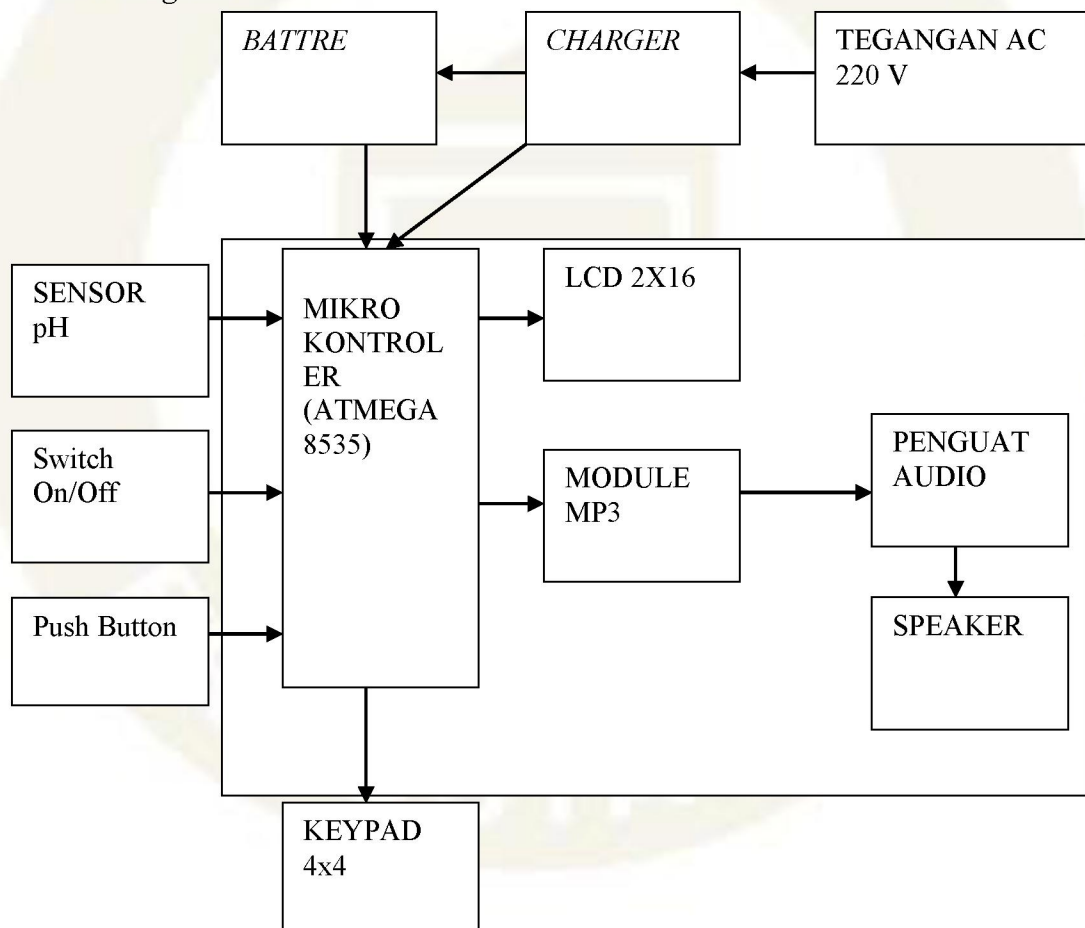 BATTRE
CHARGER
TEGANGAN AC
220 V
SENSOR
pH
MIKRO
KONTROL
ER
(ATMEGA
8535)
LCD 2X16
Switch
On/Off
MODULE
MP3
PENGUAT
AUDIO
Push Button
SPEAKER
KEYPAD
4x4